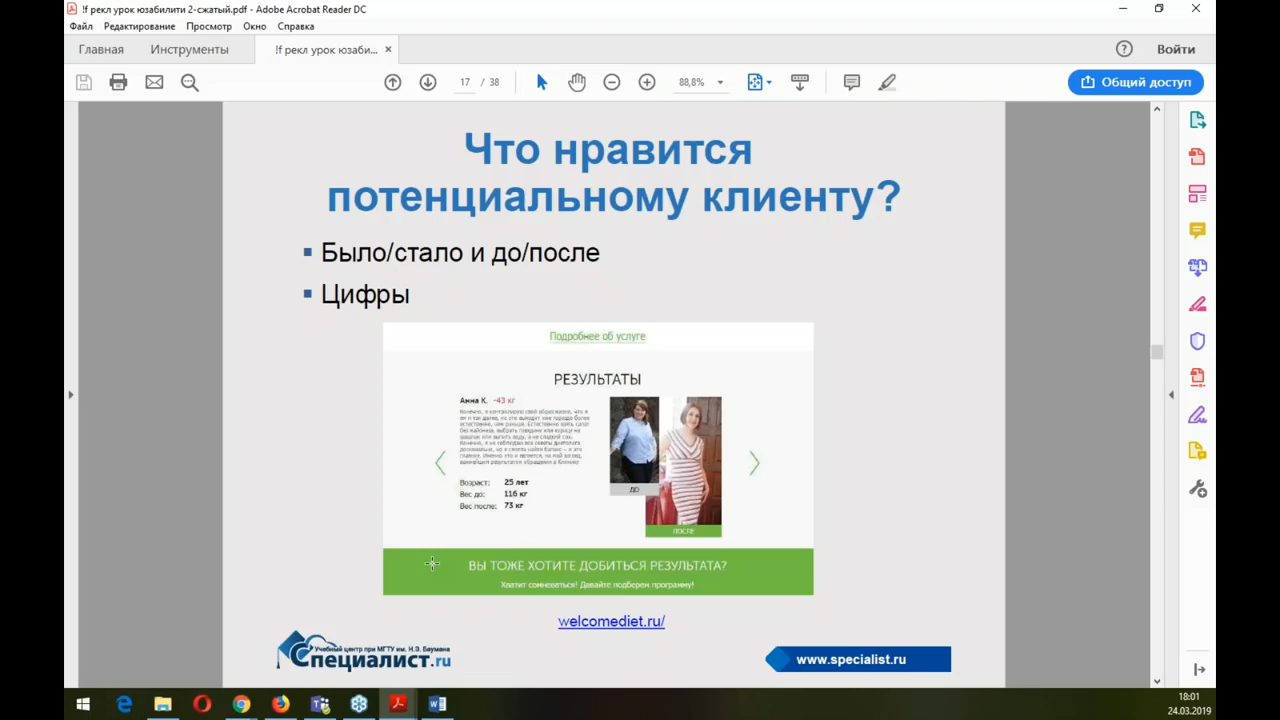 !f рекл урок юзабилити 2-сжатый.pdf - Adobe Acrobat Reader DC
Файл Редактирование Просмотр Окно Справка
Главная Инструменты !f рекл урок юзаби... × Войти
17 / 38 88,8% Общий доступ
Что нравится
потенциальному клиенту?
Было/стало и до/после
Цифры
Подробнее об услуге
РЕЗУЛЬТАТЫ
Анна К. -43 кг
Возраст: 25 лет
Вес до: 116 кг
Вес после: 73 кг
ДО
ПОСЛЕ
ВЫ ТОЖЕ ХОТИТЕ ДОБИТЬСЯ РЕЗУЛЬТАТА?
Хватит сомневаться! Давайте подберем программу!
welcomediet.ru/
Учебный центр при МГТУ им. Н.Э. Баумана
Специалист.ru
www.specialist.ru
18:01
24.03.2019